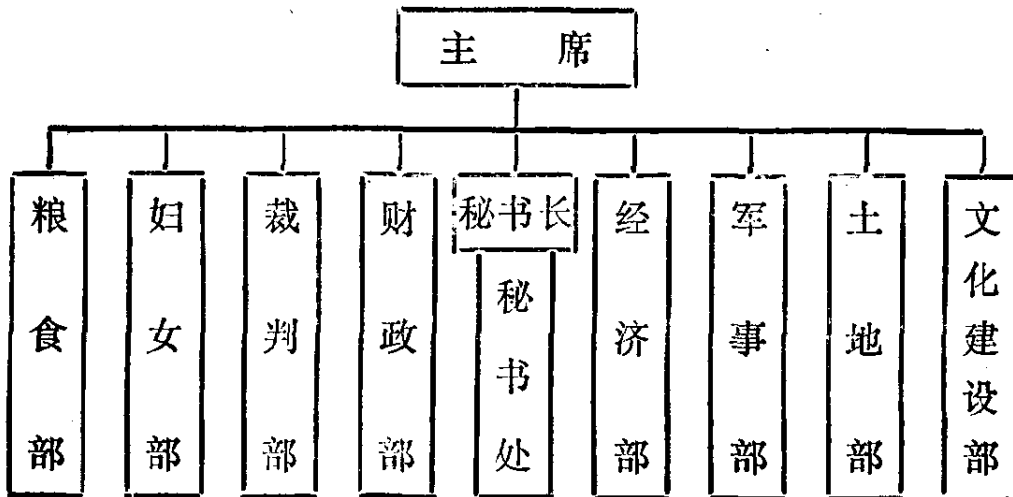 主席
粮食部
妇女部
裁判部
财政部
秘书长
秘书处
经济部
军事部
土地部
文化建设部